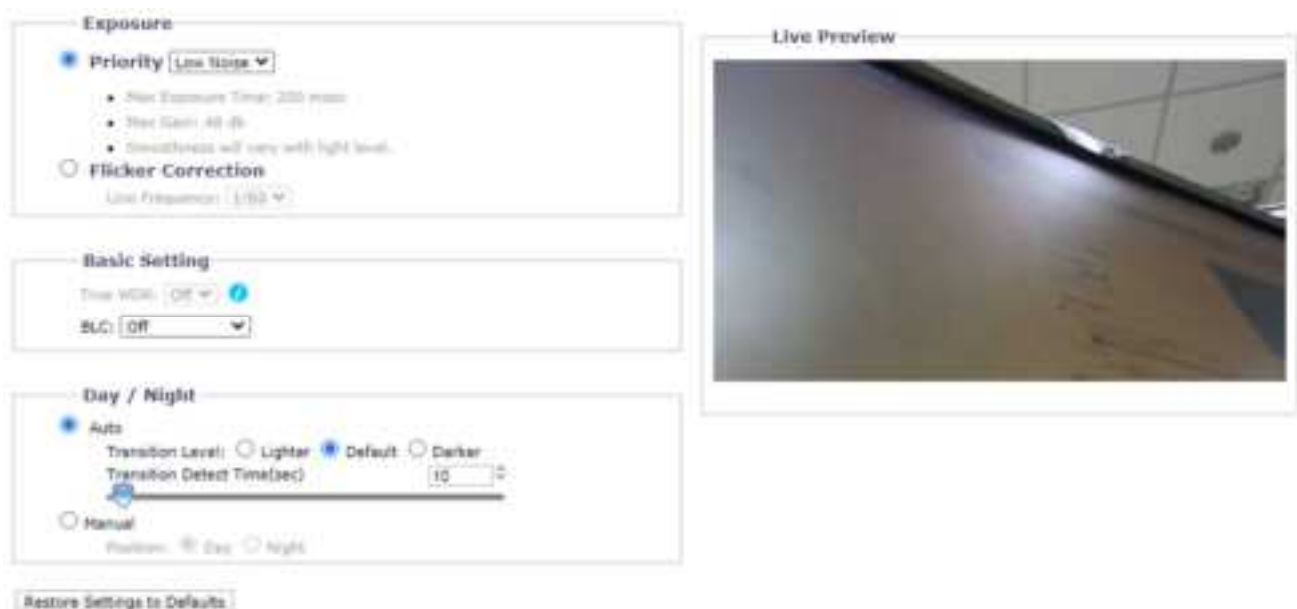 Exposure
Priority Low Noise
Max Exposure Time: 200 msec
Max Gain: 48 db
Smoothness will vary with light level.
Flicker Correction
Line Frequency: 1/60
Basic Setting
True WDR: Off
BLC: Off
Day / Night
Auto
Transition Level: Lighter Default Darker
Transition Detect Time(sec) 10
Manual
Position: Day Night
Restore Settings to Defaults
Live Preview